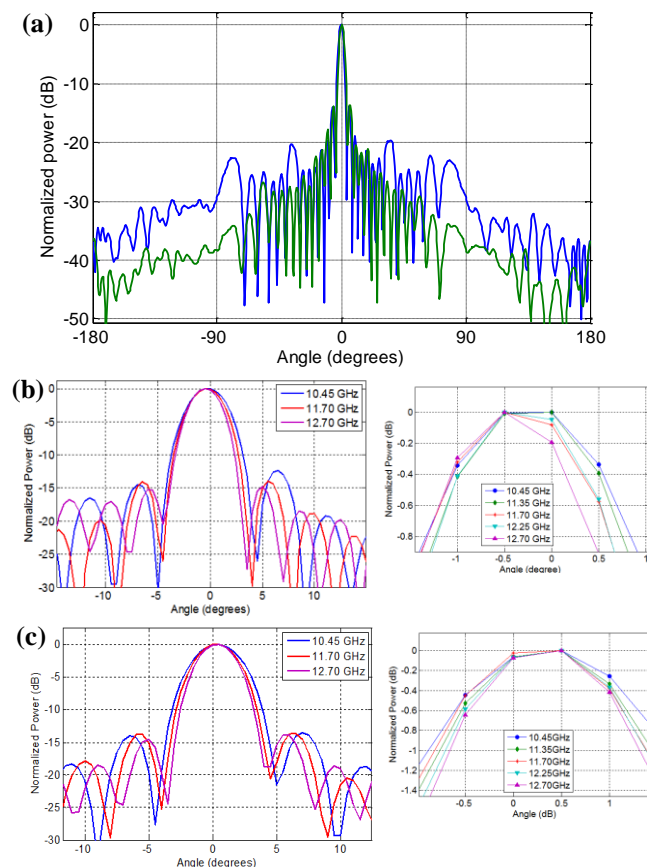 (a)
Normalized power (dB)
0
-10
-20
-30
-40
-50
-180
-90
0
90
180
Angle (degrees)
(b)
Normalized Power (dB)
0
-5
-10
-15
-20
-25
-30
-10
-5
0
5
10
Angle (degrees)
10.45 GHz
11.70 GHz
12.70 GHz
Normalized Power (dB)
0
-0.2
-0.4
-0.6
-0.8
-1
-0.5
0
0.5
1
Angle (degree)
10.45 GHz
11.35 GHz
11.70 GHz
12.25 GHz
12.70 GHz
(c)
Normalized Power (dB)
0
-5
-10
-15
-20
-25
-30
-10
-5
0
5
10
Angle (degrees)
10.45 GHz
11.70 GHz
12.70 GHz
Normalized Power (dB)
0
-0.2
-0.4
-0.6
-0.8
-1
-1.2
-1.4
-0.5
0
0.5
1
Angle (dB)
10.45GHz
11.35GHz
11.70GHz
12.25GHz
12.70GHz